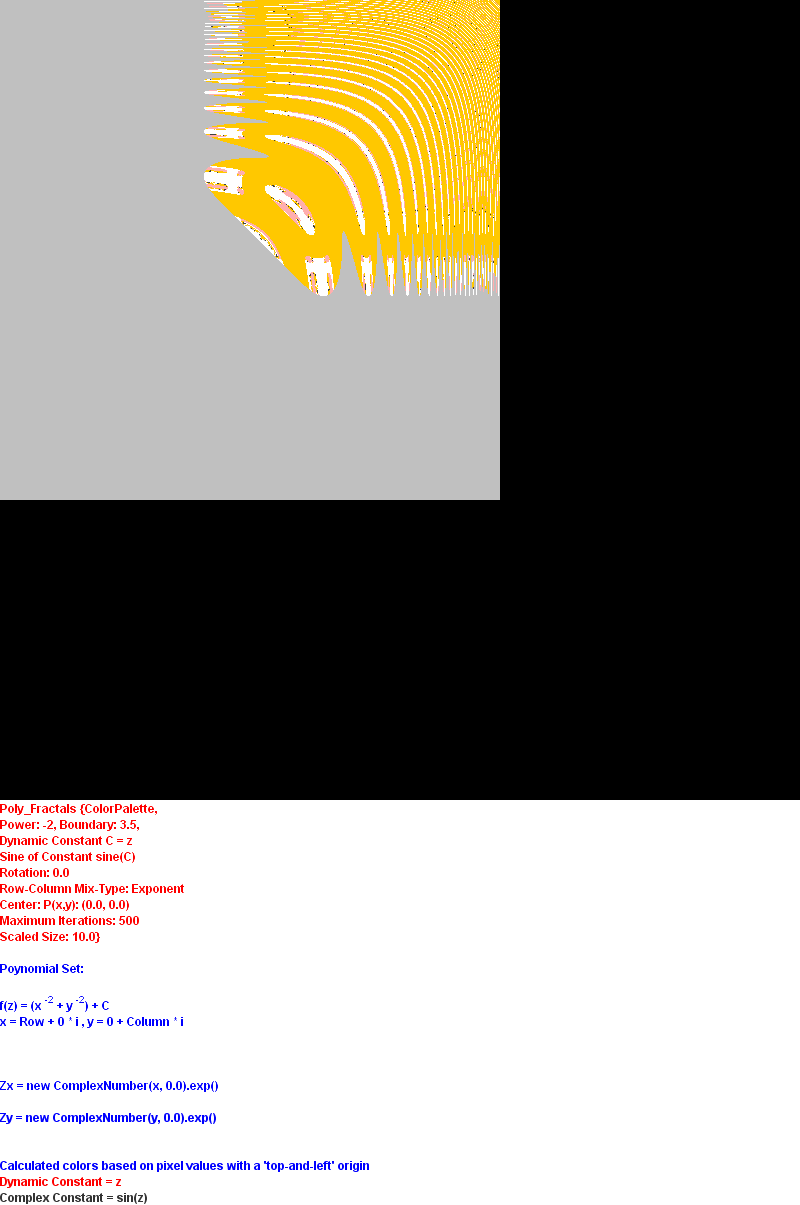 Poly_Fractals {ColorPalette,
Power: -2, Boundary: 3.5,
Dynamic Constant C = z
Sine of Constant sine(C)
Rotation: 0.0
Row-Column Mix-Type: Exponent
Center: P(x,y): (0.0, 0.0)
Maximum Iterations: 500
Scaled Size: 10.0}
Poynomial Set:
f(z) = (x -2 + y -2) + C
x = Row + 0 * i , y = 0 + Column * i
Zx = new ComplexNumber(x, 0.0).exp()
Zy = new ComplexNumber(y, 0.0).exp()
Calculated colors based on pixel values with a 'top-and-left' origin
Dynamic Constant = z
Complex Constant = sin(z)